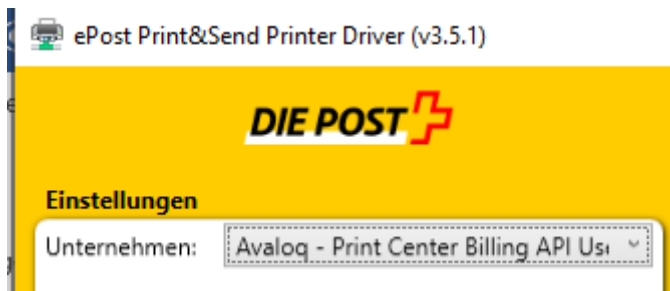 ePost Print&Send Printer Driver (v3.5.1)
DIE POST
Einstellungen
Unternehmen: Avaloq - Print Center Billing API